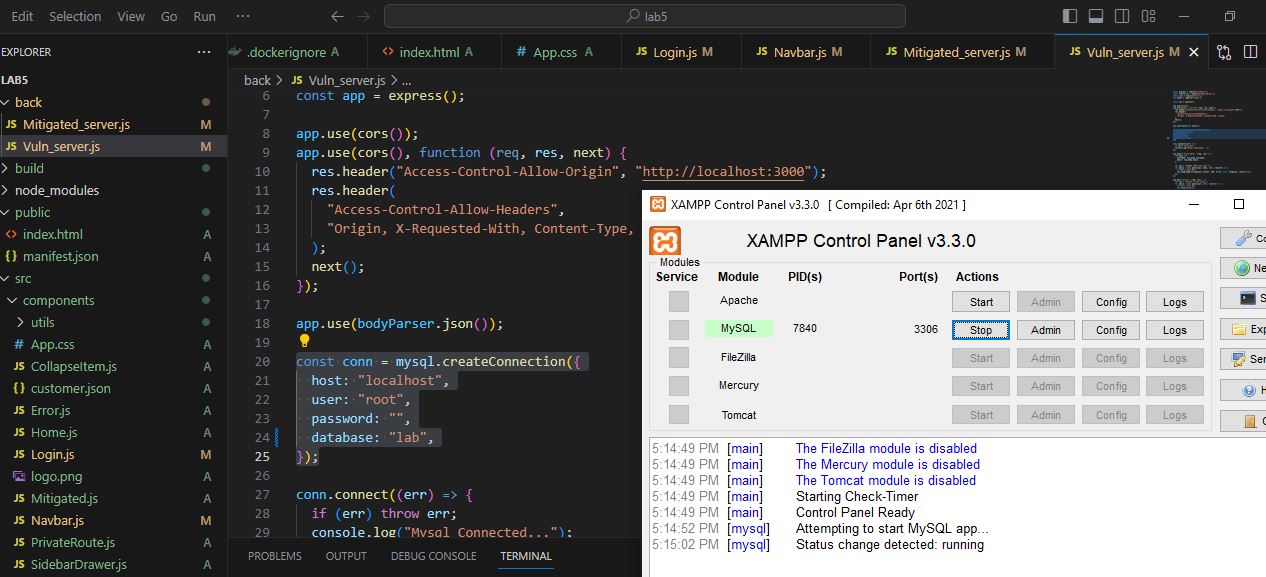 Edit Selection View Go Run ··· lab5
EXPLORER ···
LAB5
back
JS Mitigated_server.js M
JS Vuln_server.js M
build
node_modules
public
<> index.html A
{} manifest.json A
src
components
utils
# App.css A
JS CollapseItem.js A
{} customer.json A
JS Error.js A
JS Home.js A
JS Login.js M
logo.png A
JS Mitigated.js A
JS Navbar.js M
JS PrivateRoute.js A
JS SidebarDrawer.js A
.dockerignore A <> index.html A # App.css A JS Login.js M JS Navbar.js M JS Mitigated_server.js M JS Vuln_server.js M
back > JS Vuln_server.js > ...
6 const app = express();
7
8 app.use(cors());
9 app.use(cors(), function (req, res, next) {
10 res.header("Access-Control-Allow-Origin", "http://localhost:3000");
11 res.header(
12 "Access-Control-Allow-Headers",
13 "Origin, X-Requested-With, Content-Type,
14 );
15 next();
16 });
17
18 app.use(bodyParser.json());
19
20 const conn = mysql.createConnection({
21 host: "localhost",
22 user: "root",
23 password: "",
24 database: "lab",
25 });
26
27 conn.connect((err) => {
28 if (err) throw err;
29 console.log("Mysql Connected...");
PROBLEMS OUTPUT DEBUG CONSOLE TERMINAL
XAMPP Control Panel v3.3.0 [ Compiled: Apr 6th 2021 ]
XAMPP Control Panel v3.3.0
Modules
Service Module PID(s) Port(s) Actions
Apache Start Admin Config Logs
MySQL 7840 3306 Stop Admin Config Logs
FileZilla Start Admin Config Logs
Mercury Start Admin Config Logs
Tomcat Start Admin Config Logs
5:14:49 PM [main] The FileZilla module is disabled
5:14:49 PM [main] The Mercury module is disabled
5:14:49 PM [main] The Tomcat module is disabled
5:14:49 PM [main] Starting Check-Timer
5:14:49 PM [main] Control Panel Ready
5:14:52 PM [mysql] Attempting to start MySQL app...
5:15:02 PM [mysql] Status change detected: running